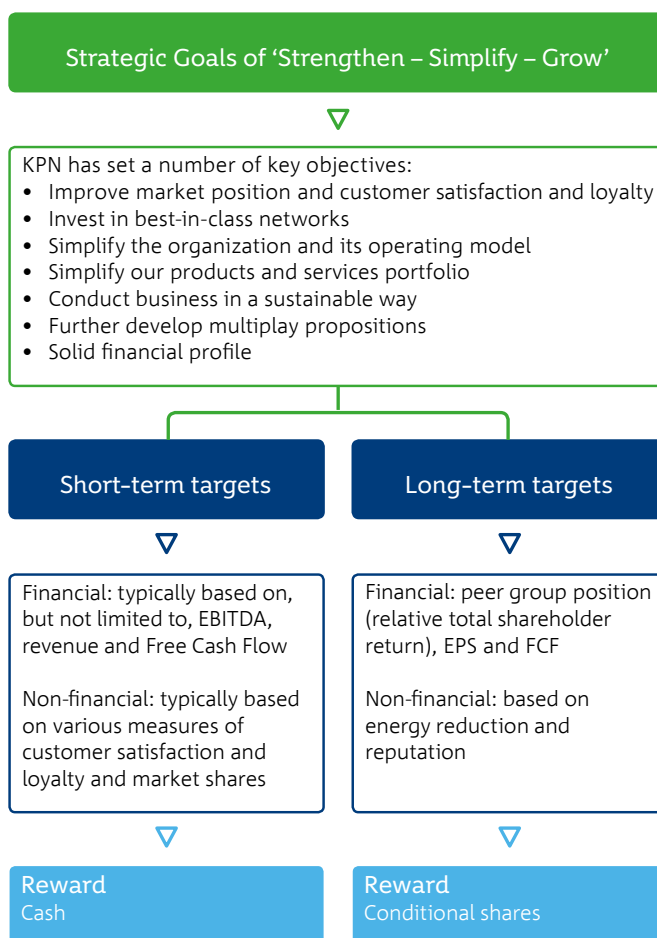 Strategic Goals of ‘Strengthen – Simplify – Grow’
KPN has set a number of key objectives:
• Improve market position and customer satisfaction and loyalty
• Invest in best-in-class networks
• Simplify the organization and its operating model
• Simplify our products and services portfolio
• Conduct business in a sustainable way
• Further develop multiplay propositions
• Solid financial profile
Short-term targets
Financial: typically based on,
but not limited to, EBITDA,
revenue and Free Cash Flow
Non-financial: typically based
on various measures of
customer satisfaction and
loyalty and market shares
Reward
Cash
Long-term targets
Financial: peer group position
(relative total shareholder
return), EPS and FCF
Non-financial: based on
energy reduction and
reputation
Reward
Conditional shares